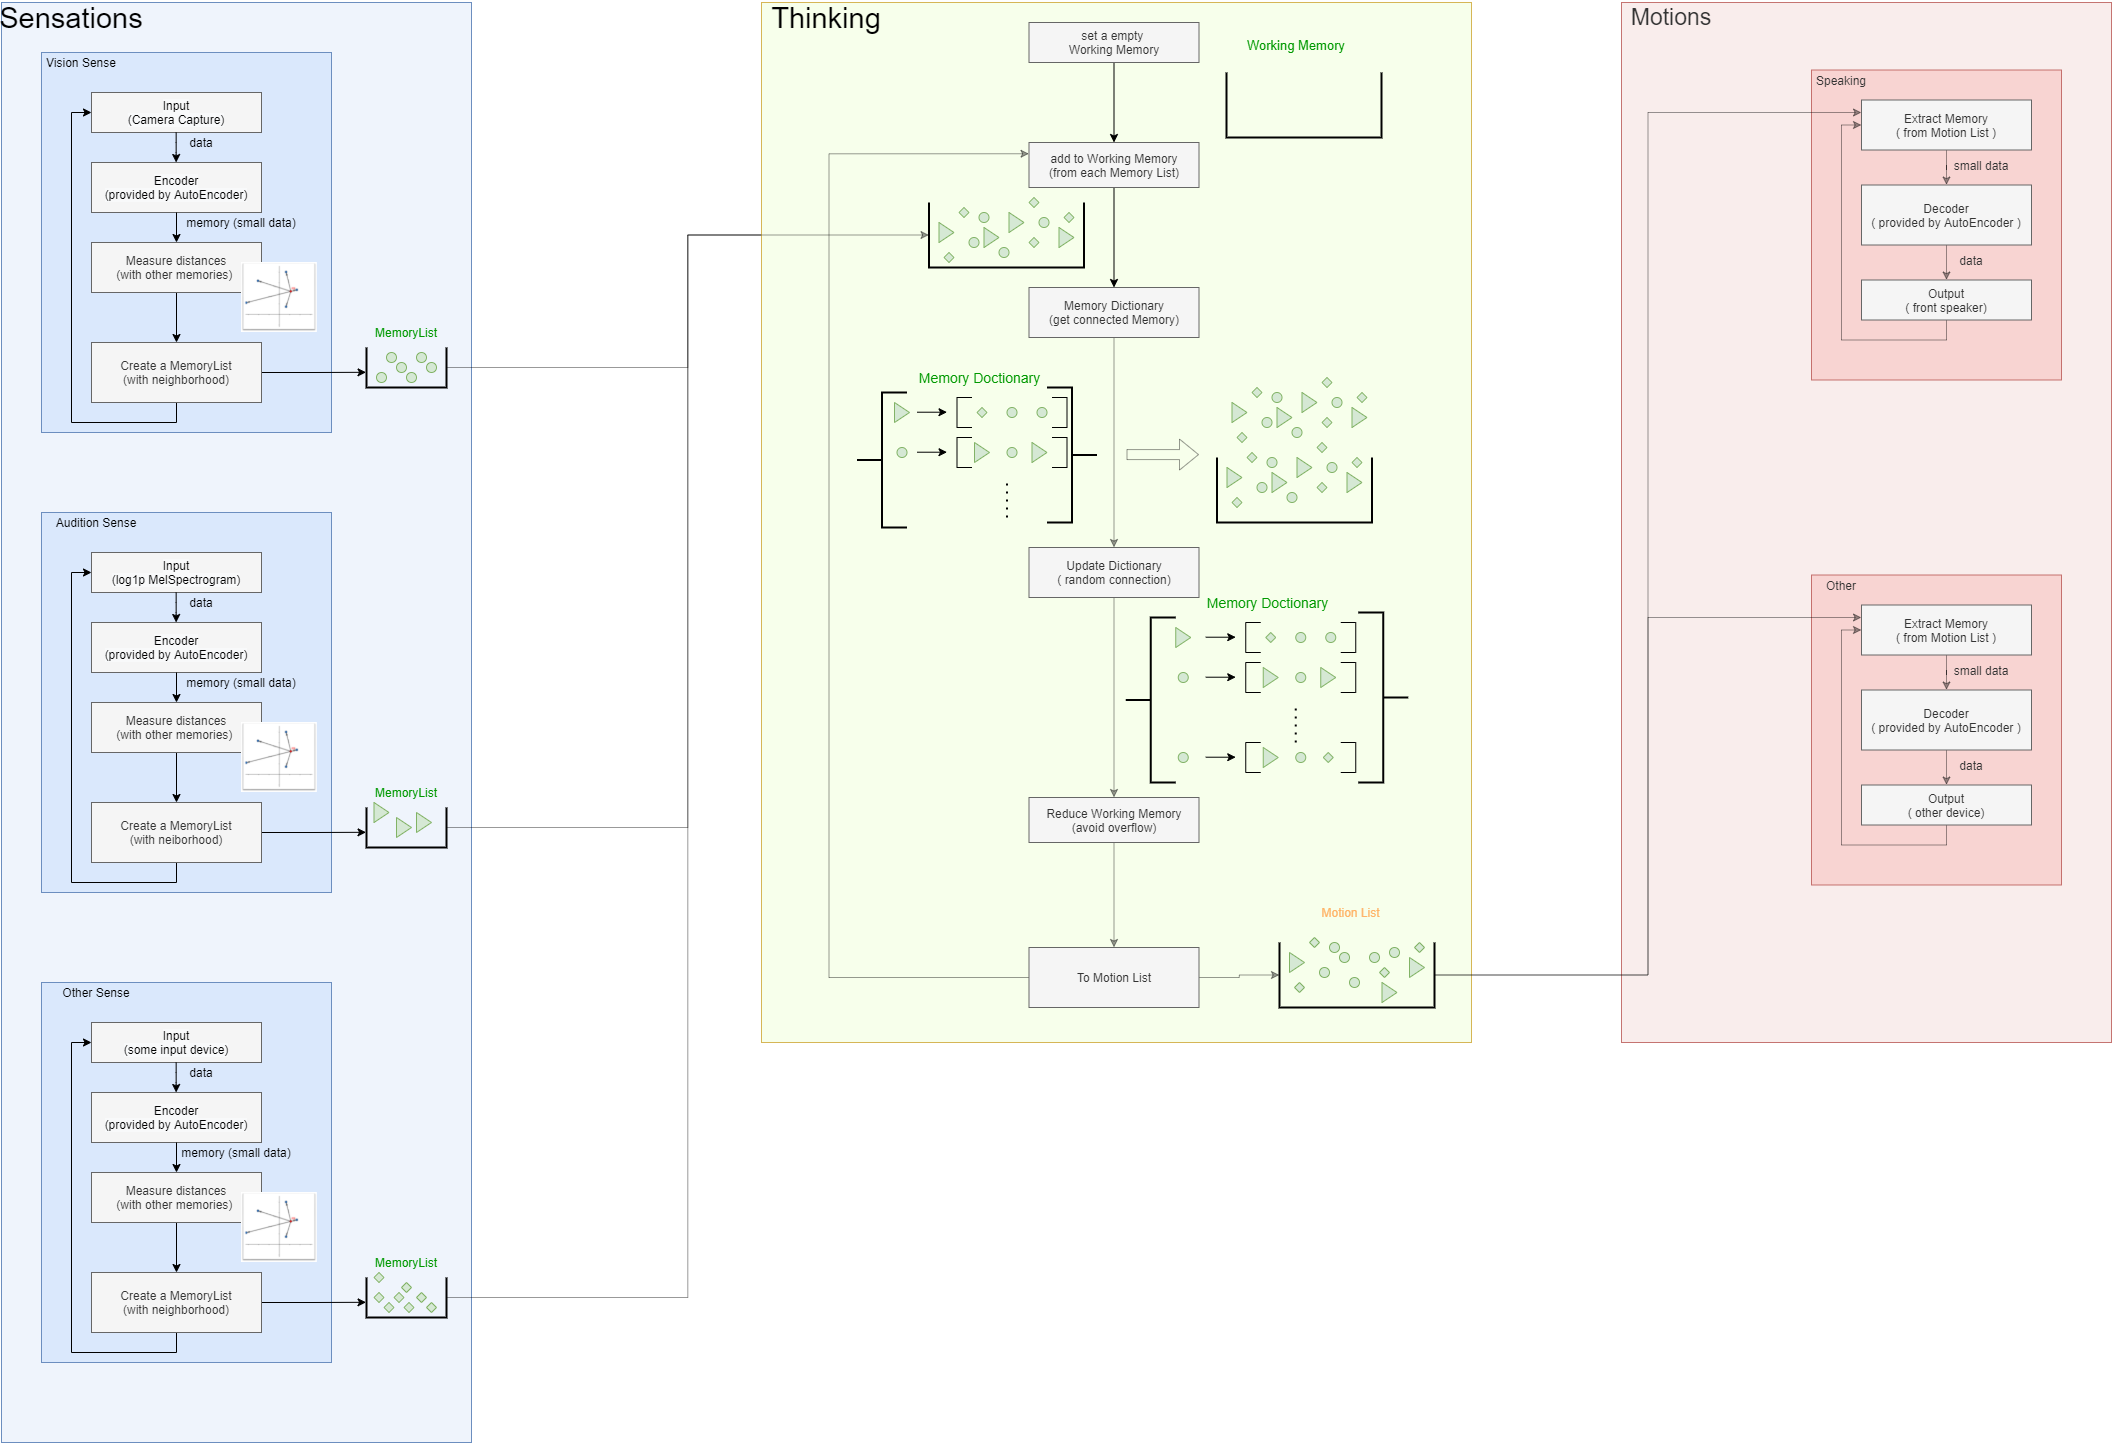 Sensations
Vision Sense
Input
(Camera Capture)
data
Encoder
(provided by AutoEncoder)
memory (small data)
Measure distances
(with other memories)
Create a MemoryList
(with neighborhood)
MemoryList
Audition Sense
Input
(log1p MelSpectrogram)
data
Encoder
(provided by AutoEncoder)
memory (small data)
Measure distances
(with other memories)
Create a MemoryList
(with neiborhood)
MemoryList
Other Sense
Input
(some input device)
data
Encoder
(provided by AutoEncoder)
memory (small data)
Measure distances
(with other memories)
Create a MemoryList
(with neighborhood)
MemoryList
Thinking
set a empty
Working Memory
Working Memory
add to Working Memory
(from each Memory List)
Memory Dictionary
(get connected Memory)
Memory Doctionary
Update Dictionary
( random connection)
Memory Doctionary
Reduce Working Memory
(avoid overflow)
Motion List
To Motion List
Motions
Speaking
Extract Memory
( from Motion List )
small data
Decoder
( provided by AutoEncoder )
data
Output
( front speaker)
Other
Extract Memory
( from Motion List )
small data
Decoder
( provided by AutoEncoder )
data
Output
( other device)